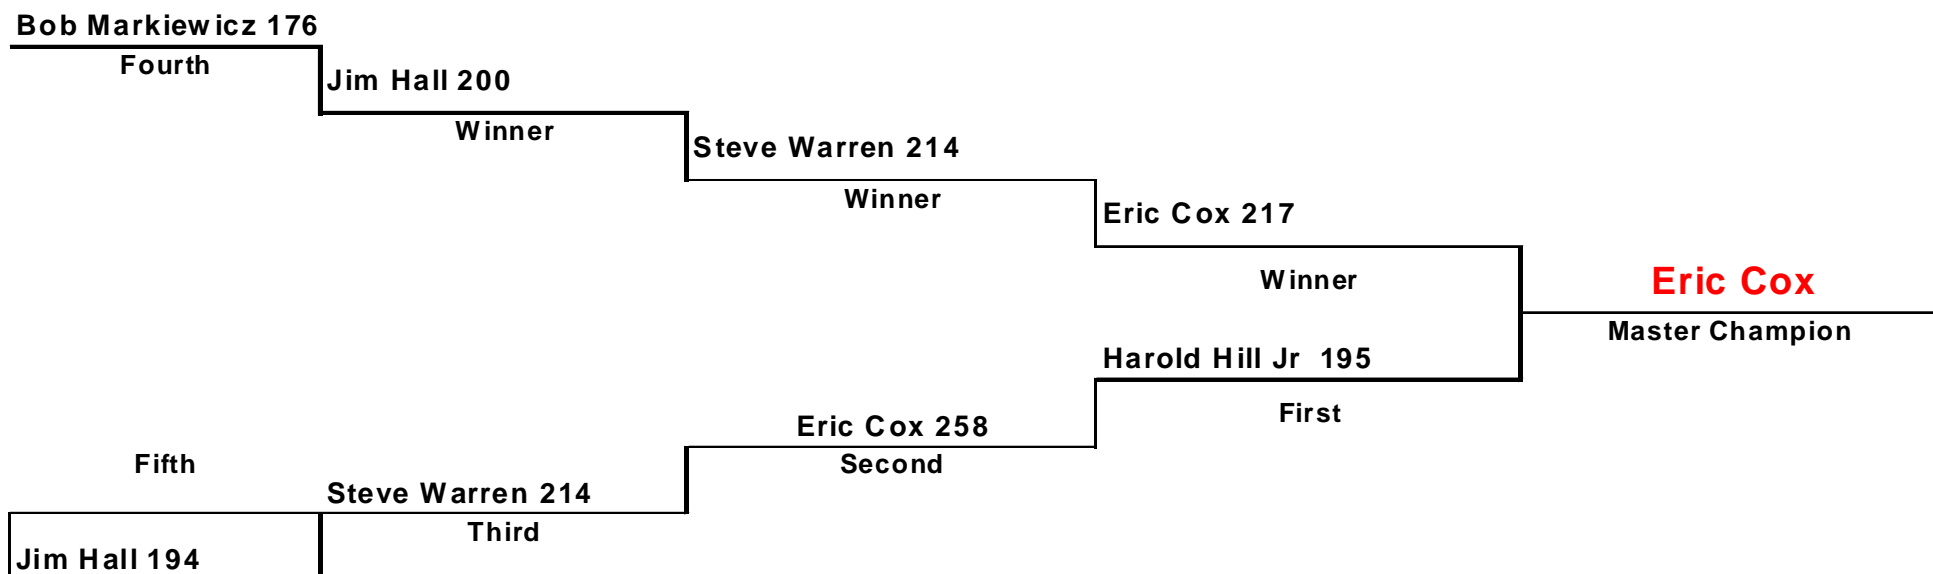 Bob Markiewicz 176
Fourth
Jim Hall 200
Winner
Steve Warren 214
Winner
Eric Cox 217
Winner
Eric Cox
Master Champion
Harold Hill Jr 195
First
Eric Cox 258
Second
Fifth
Steve Warren 214
Third
Jim Hall 194